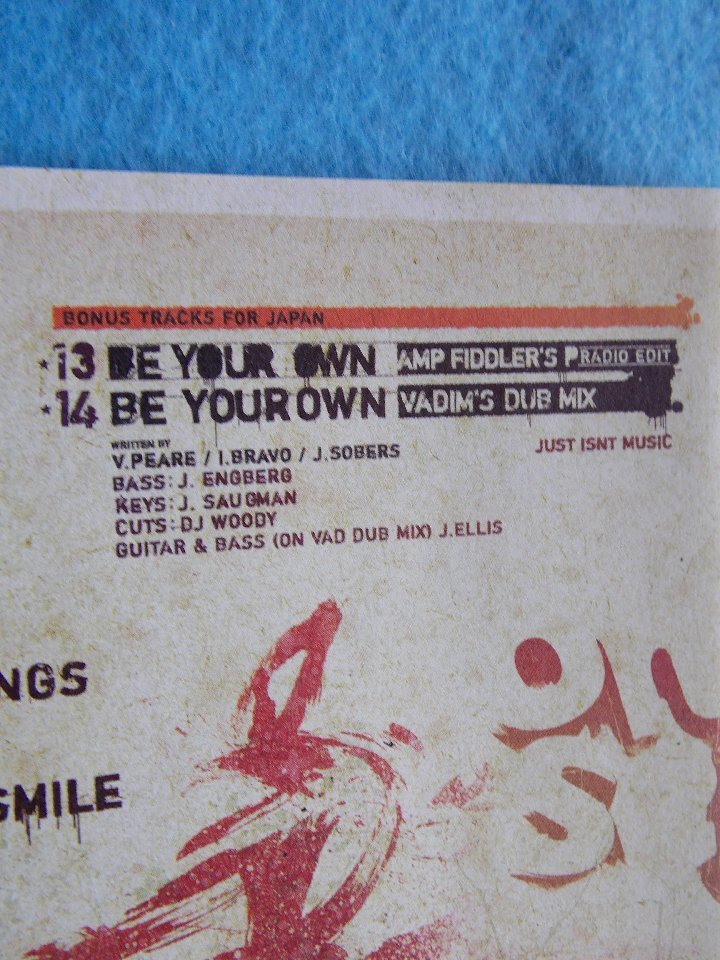 BONUS TRACKS FOR JAPAN
*13 BE YOUR OWN AMP FIDDLER'S P RADIO EDIT
*14 BE YOUR OWN VADIM'S DUB MIX
WRITTEN BY
V.PEARE / I.BRAVO / J.SOBERS
JUST ISNT MUSIC
BASS: J. ENGBERG
KEYS: J. SAUGMAN
CUTS: DJ WOODY
GUITAR & BASS (ON VAD DUB MIX) J.ELLIS
NGS
SMILE